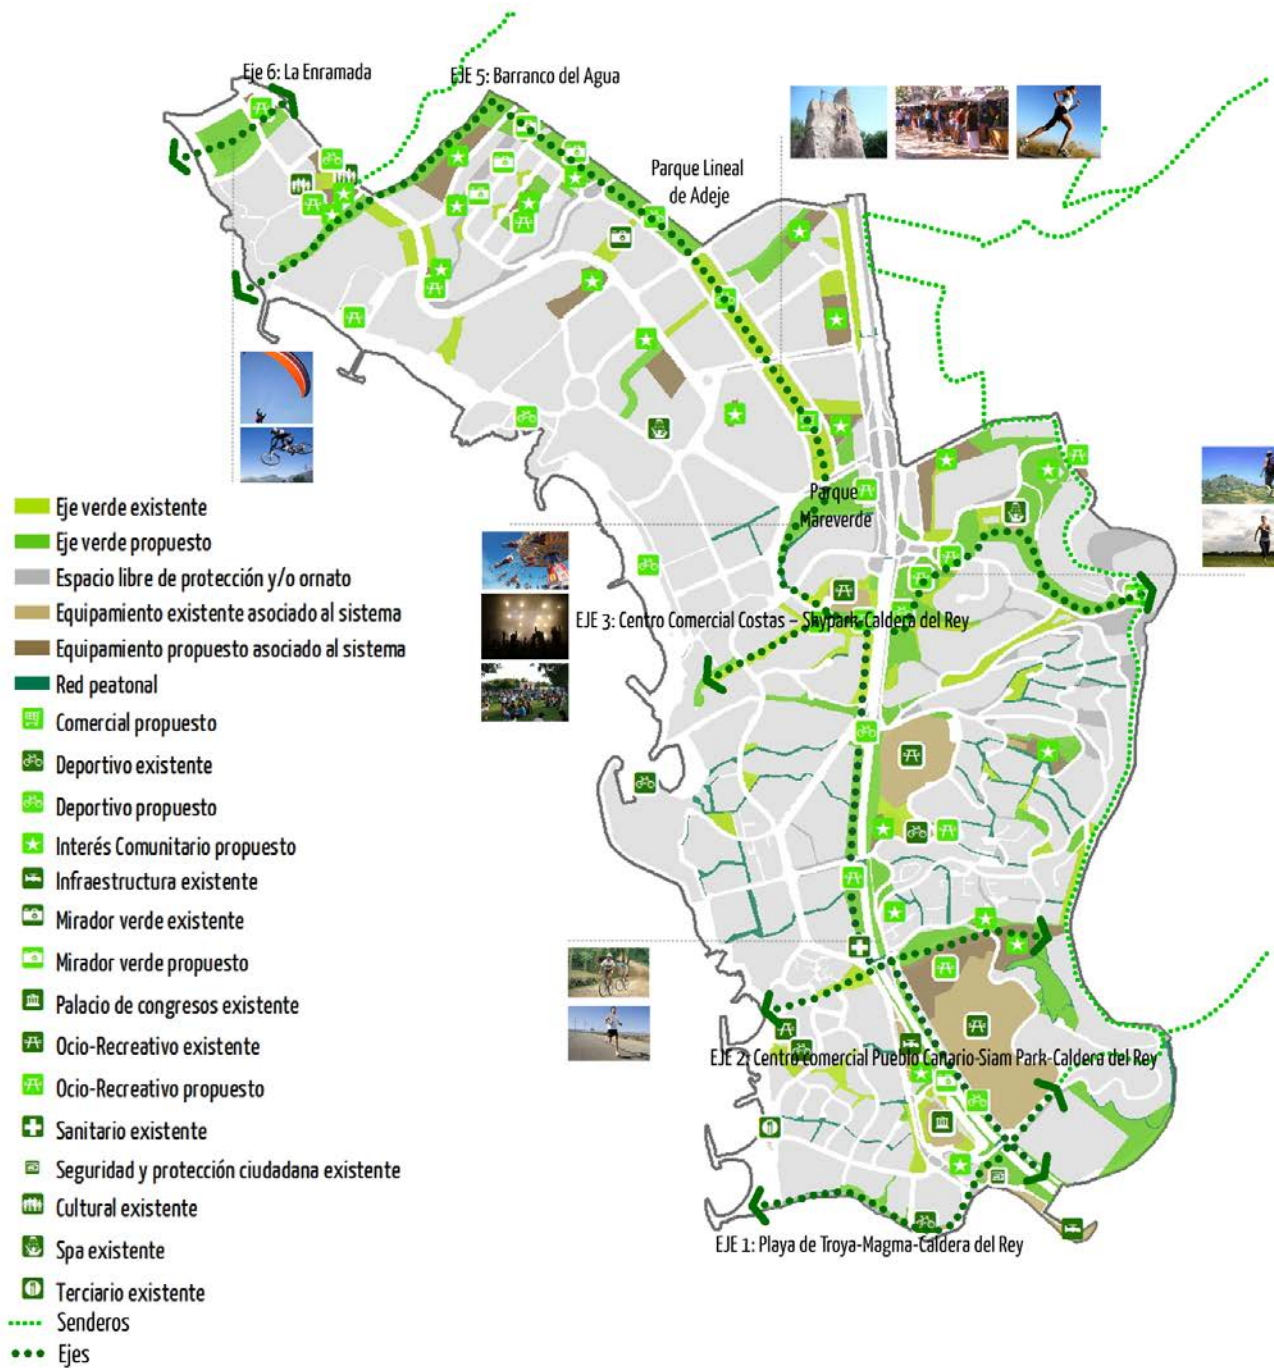 Eje 6: La Enramada
EJE 5: Barranco del Agua
Parque Lineal
de Adeje
Parque
Mareverde
EJE 3: Centro Comercial Costas – Skypark-Caldera del Rey
EJE 2: Centro comercial Pueblo Canario-Siam Park-Caldera del Rey
EJE 1: Playa de Troya-Magma-Caldera del Rey
Eje verde existente
Eje verde propuesto
Espacio libre de protección y/o ornato
Equipamiento existente asociado al sistema
Equipamiento propuesto asociado al sistema
Red peatonal
Comercial propuesto
Deportivo existente
Deportivo propuesto
Interés Comunitario propuesto
Infraestructura existente
Mirador verde existente
Mirador verde propuesto
Palacio de congresos existente
Ocio-Recreativo existente
Ocio-Recreativo propuesto
Sanitario existente
Seguridad y protección ciudadana existente
Cultural existente
Spa existente
Terciario existente
Senderos
Ejes